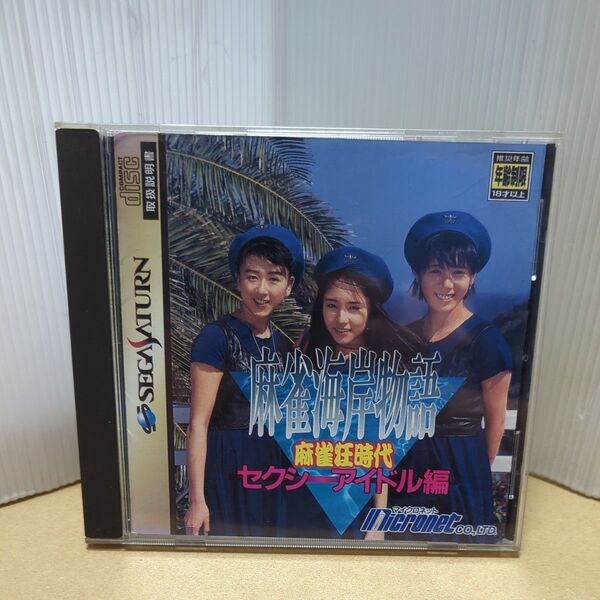 COMPACT
disc
取扱説明書
SEGA SATURN
推奨年齢
年齢制限
18才以上
麻雀海岸物語
麻雀狂時代
セクシーアイドル編
マイクロネット
Micronet CO., LTD.